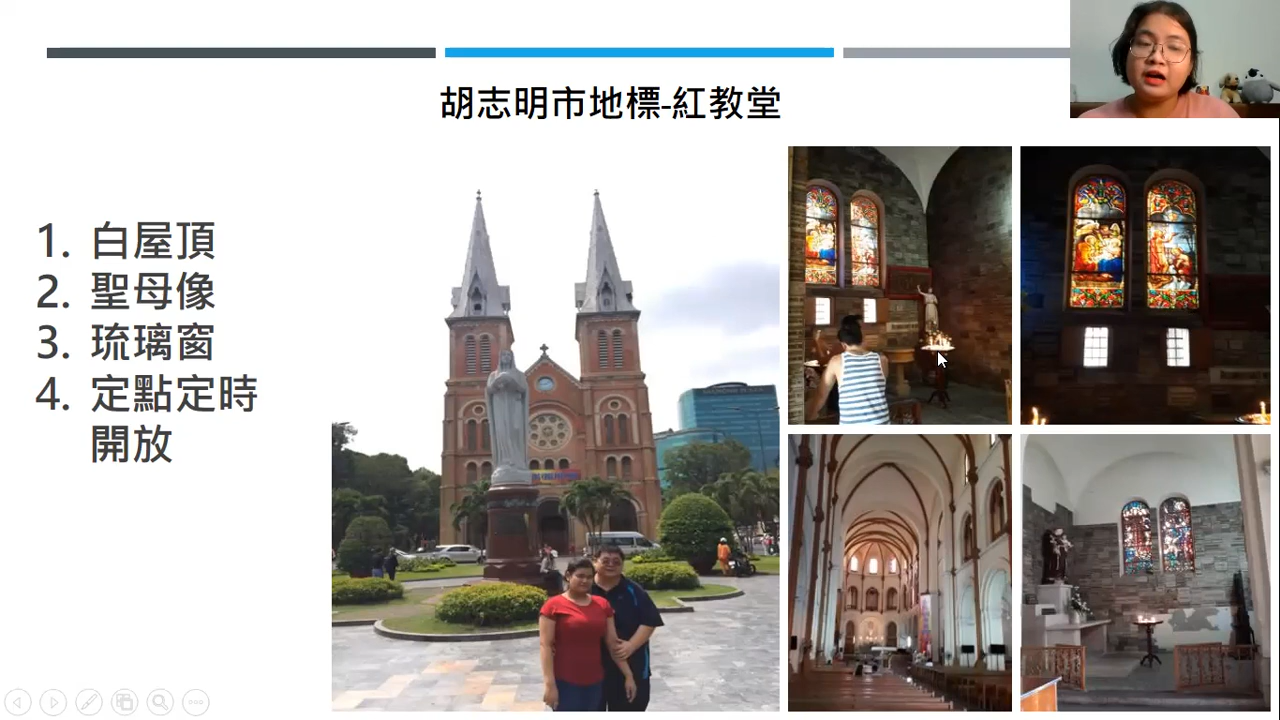 胡志明市地標-紅教堂
1. 白屋頂
2. 聖母像
3. 琉璃窗
4. 定點定時
開放